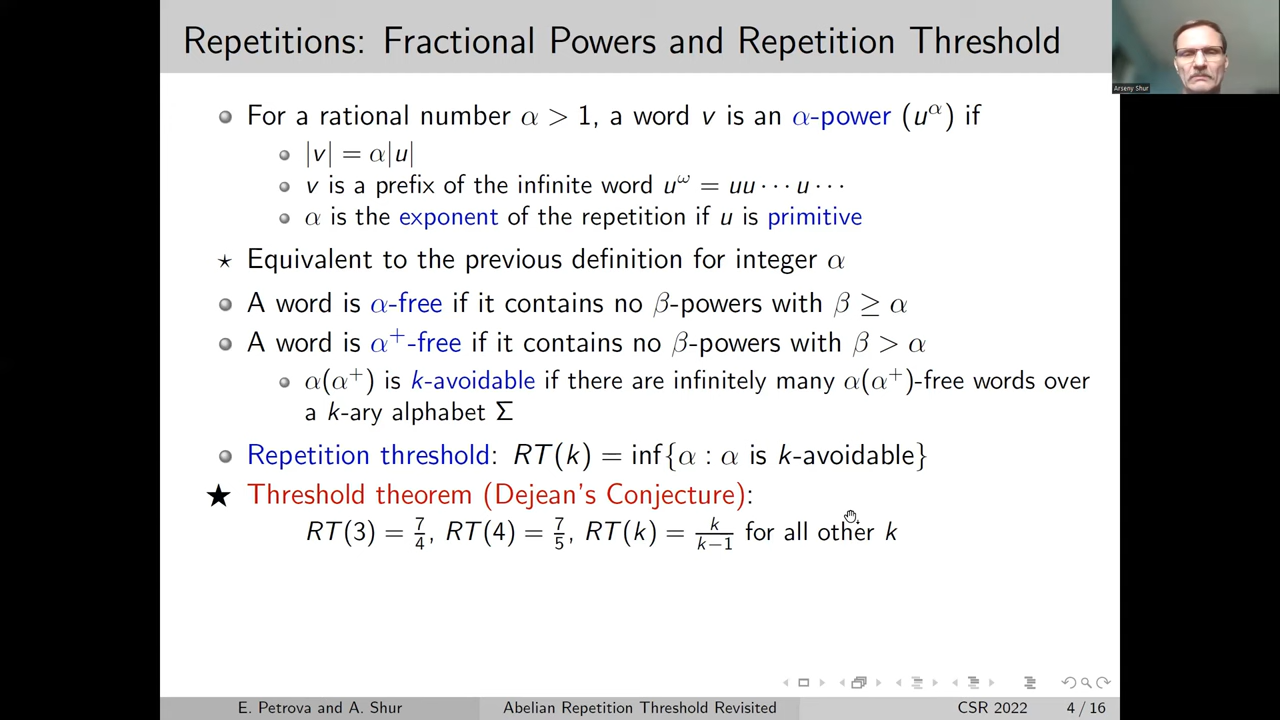 Repetitions: Fractional Powers and Repetition Threshold
Arseny Shur
For a rational number α > 1, a word v is an α-power (u^α) if
|v| = α|u|
v is a prefix of the infinite word u^ω = uu···u···
α is the exponent of the repetition if u is primitive
⋆ Equivalent to the previous definition for integer α
A word is α-free if it contains no β-powers with β ≥ α
A word is α⁺-free if it contains no β-powers with β > α
α(α⁺) is k-avoidable if there are infinitely many α(α⁺)-free words over
a k-ary alphabet Σ
Repetition threshold: RT(k) = inf{α : α is k-avoidable}
★ Threshold theorem (Dejean's Conjecture):
RT(3) = 7/4, RT(4) = 7/5, RT(k) = k/(k−1) for all other k
E. Petrova and A. Shur Abelian Repetition Threshold Revisited CSR 2022 4 / 16